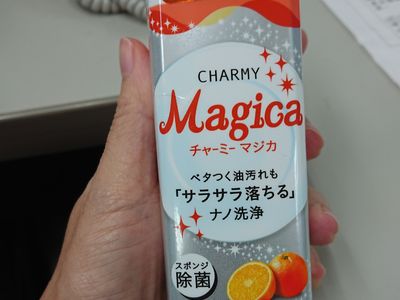 CHARMY
Magica
チャーミー マジカ
ベタつく油汚れも
「サラサラ落ちる」
ナノ洗浄
スポンジ
除菌